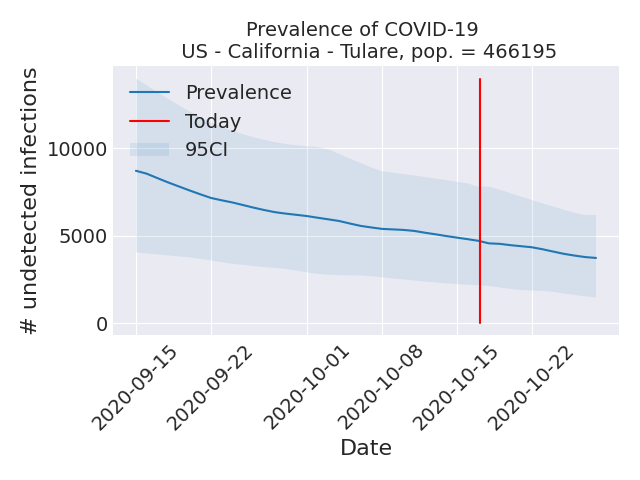 Prevalence of COVID-19
US - California - Tulare, pop. = 466195
# undetected infections
10000
5000
0
Prevalence
Today
95CI
2020-09-15
2020-09-22
2020-10-01
2020-10-08
2020-10-15
2020-10-22
Date